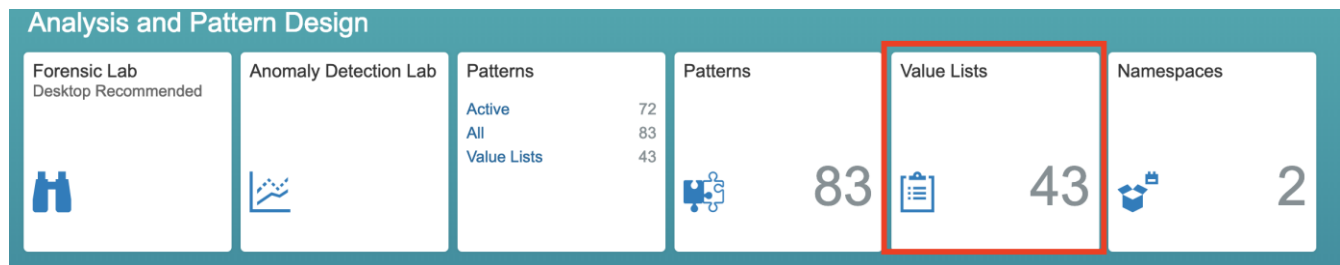 Analysis and Pattern Design
Forensic Lab
Desktop Recommended
Anomaly Detection Lab
Patterns
Active 72
All 83
Value Lists 43
Patterns
83
Value Lists
43
Namespaces
2